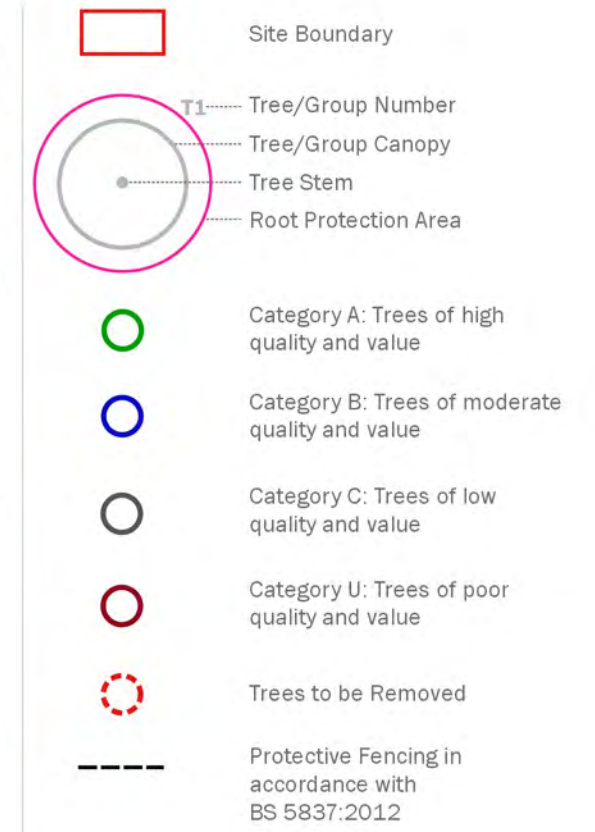 Site Boundary
T1
Tree/Group Number
Tree/Group Canopy
Tree Stem
Root Protection Area
Category A: Trees of high
quality and value
Category B: Trees of moderate
quality and value
Category C: Trees of low
quality and value
Category U: Trees of poor
quality and value
Trees to be Removed
Protective Fencing in
accordance with
BS 5837:2012